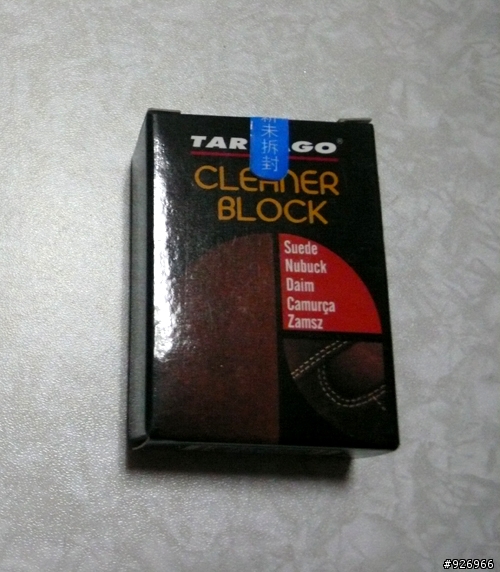 TAR AGO®
新未拆封
CLEANER
BLOCK
Suede
Nubuck
Daim
Camurça
Zamsz
#926966